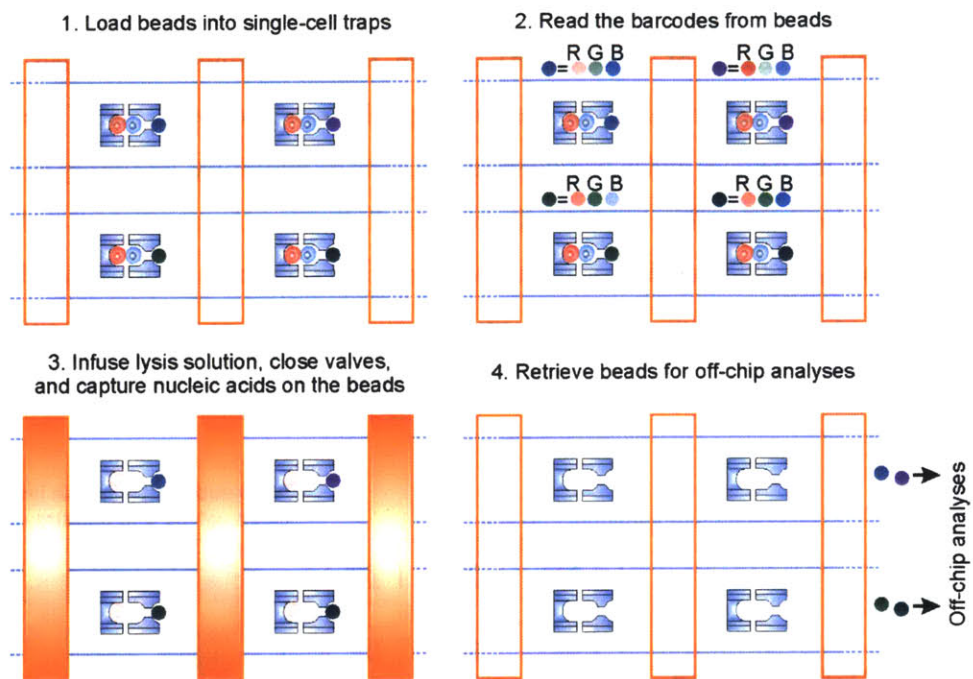 1. Load beads into single-cell traps
2. Read the barcodes from beads
= R G B
= R G B
= R G B
= R G B
3. Infuse lysis solution, close valves,
and capture nucleic acids on the beads
4. Retrieve beads for off-chip analyses
Off-chip analyses